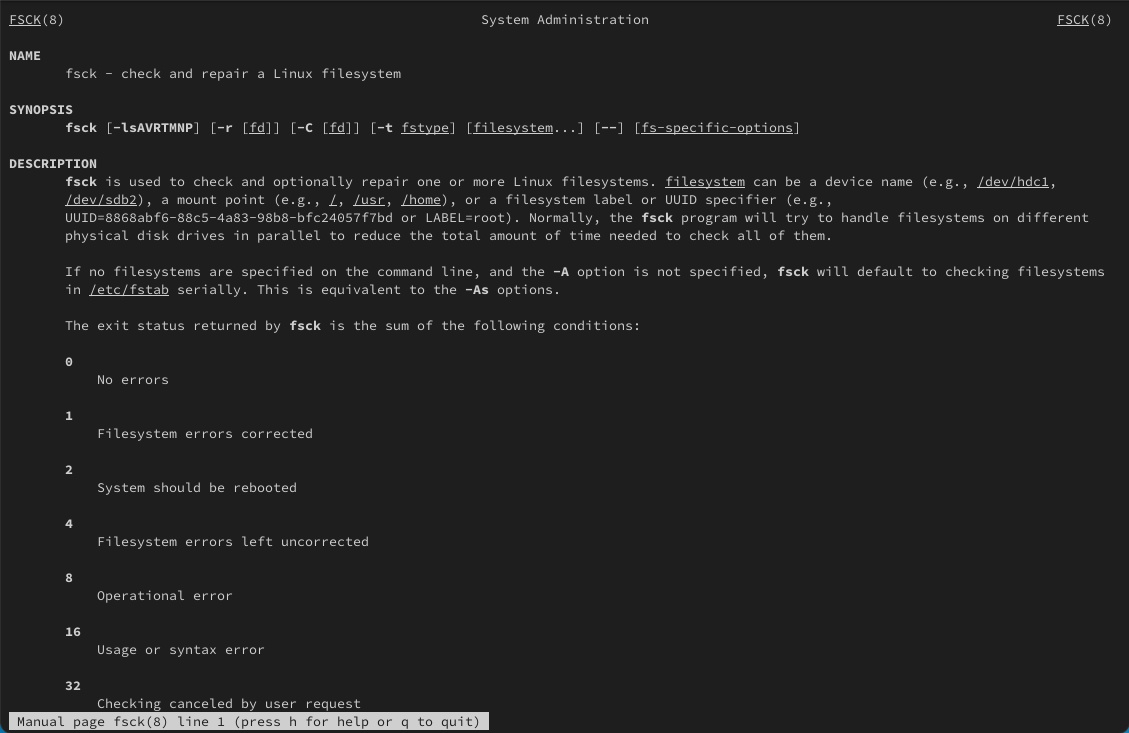 FSCK(8) System Administration FSCK(8)
NAME
fsck - check and repair a Linux filesystem
SYNOPSIS
fsck [-lsAVRTMNP] [-r [fd]] [-C [fd]] [-t fstype] [filesystem...] [--] [fs-specific-options]
DESCRIPTION
fsck is used to check and optionally repair one or more Linux filesystems. filesystem can be a device name (e.g., /dev/hdc1,
/dev/sdb2), a mount point (e.g., /, /usr, /home), or a filesystem label or UUID specifier (e.g.,
UUID=8868abf6-88c5-4a83-98b8-bfc24057f7bd or LABEL=root). Normally, the fsck program will try to handle filesystems on different
physical disk drives in parallel to reduce the total amount of time needed to check all of them.
If no filesystems are specified on the command line, and the -A option is not specified, fsck will default to checking filesystems
in /etc/fstab serially. This is equivalent to the -As options.
The exit status returned by fsck is the sum of the following conditions:
0
No errors
1
Filesystem errors corrected
2
System should be rebooted
4
Filesystem errors left uncorrected
8
Operational error
16
Usage or syntax error
32
Checking canceled by user request
Manual page fsck(8) line 1 (press h for help or q to quit)